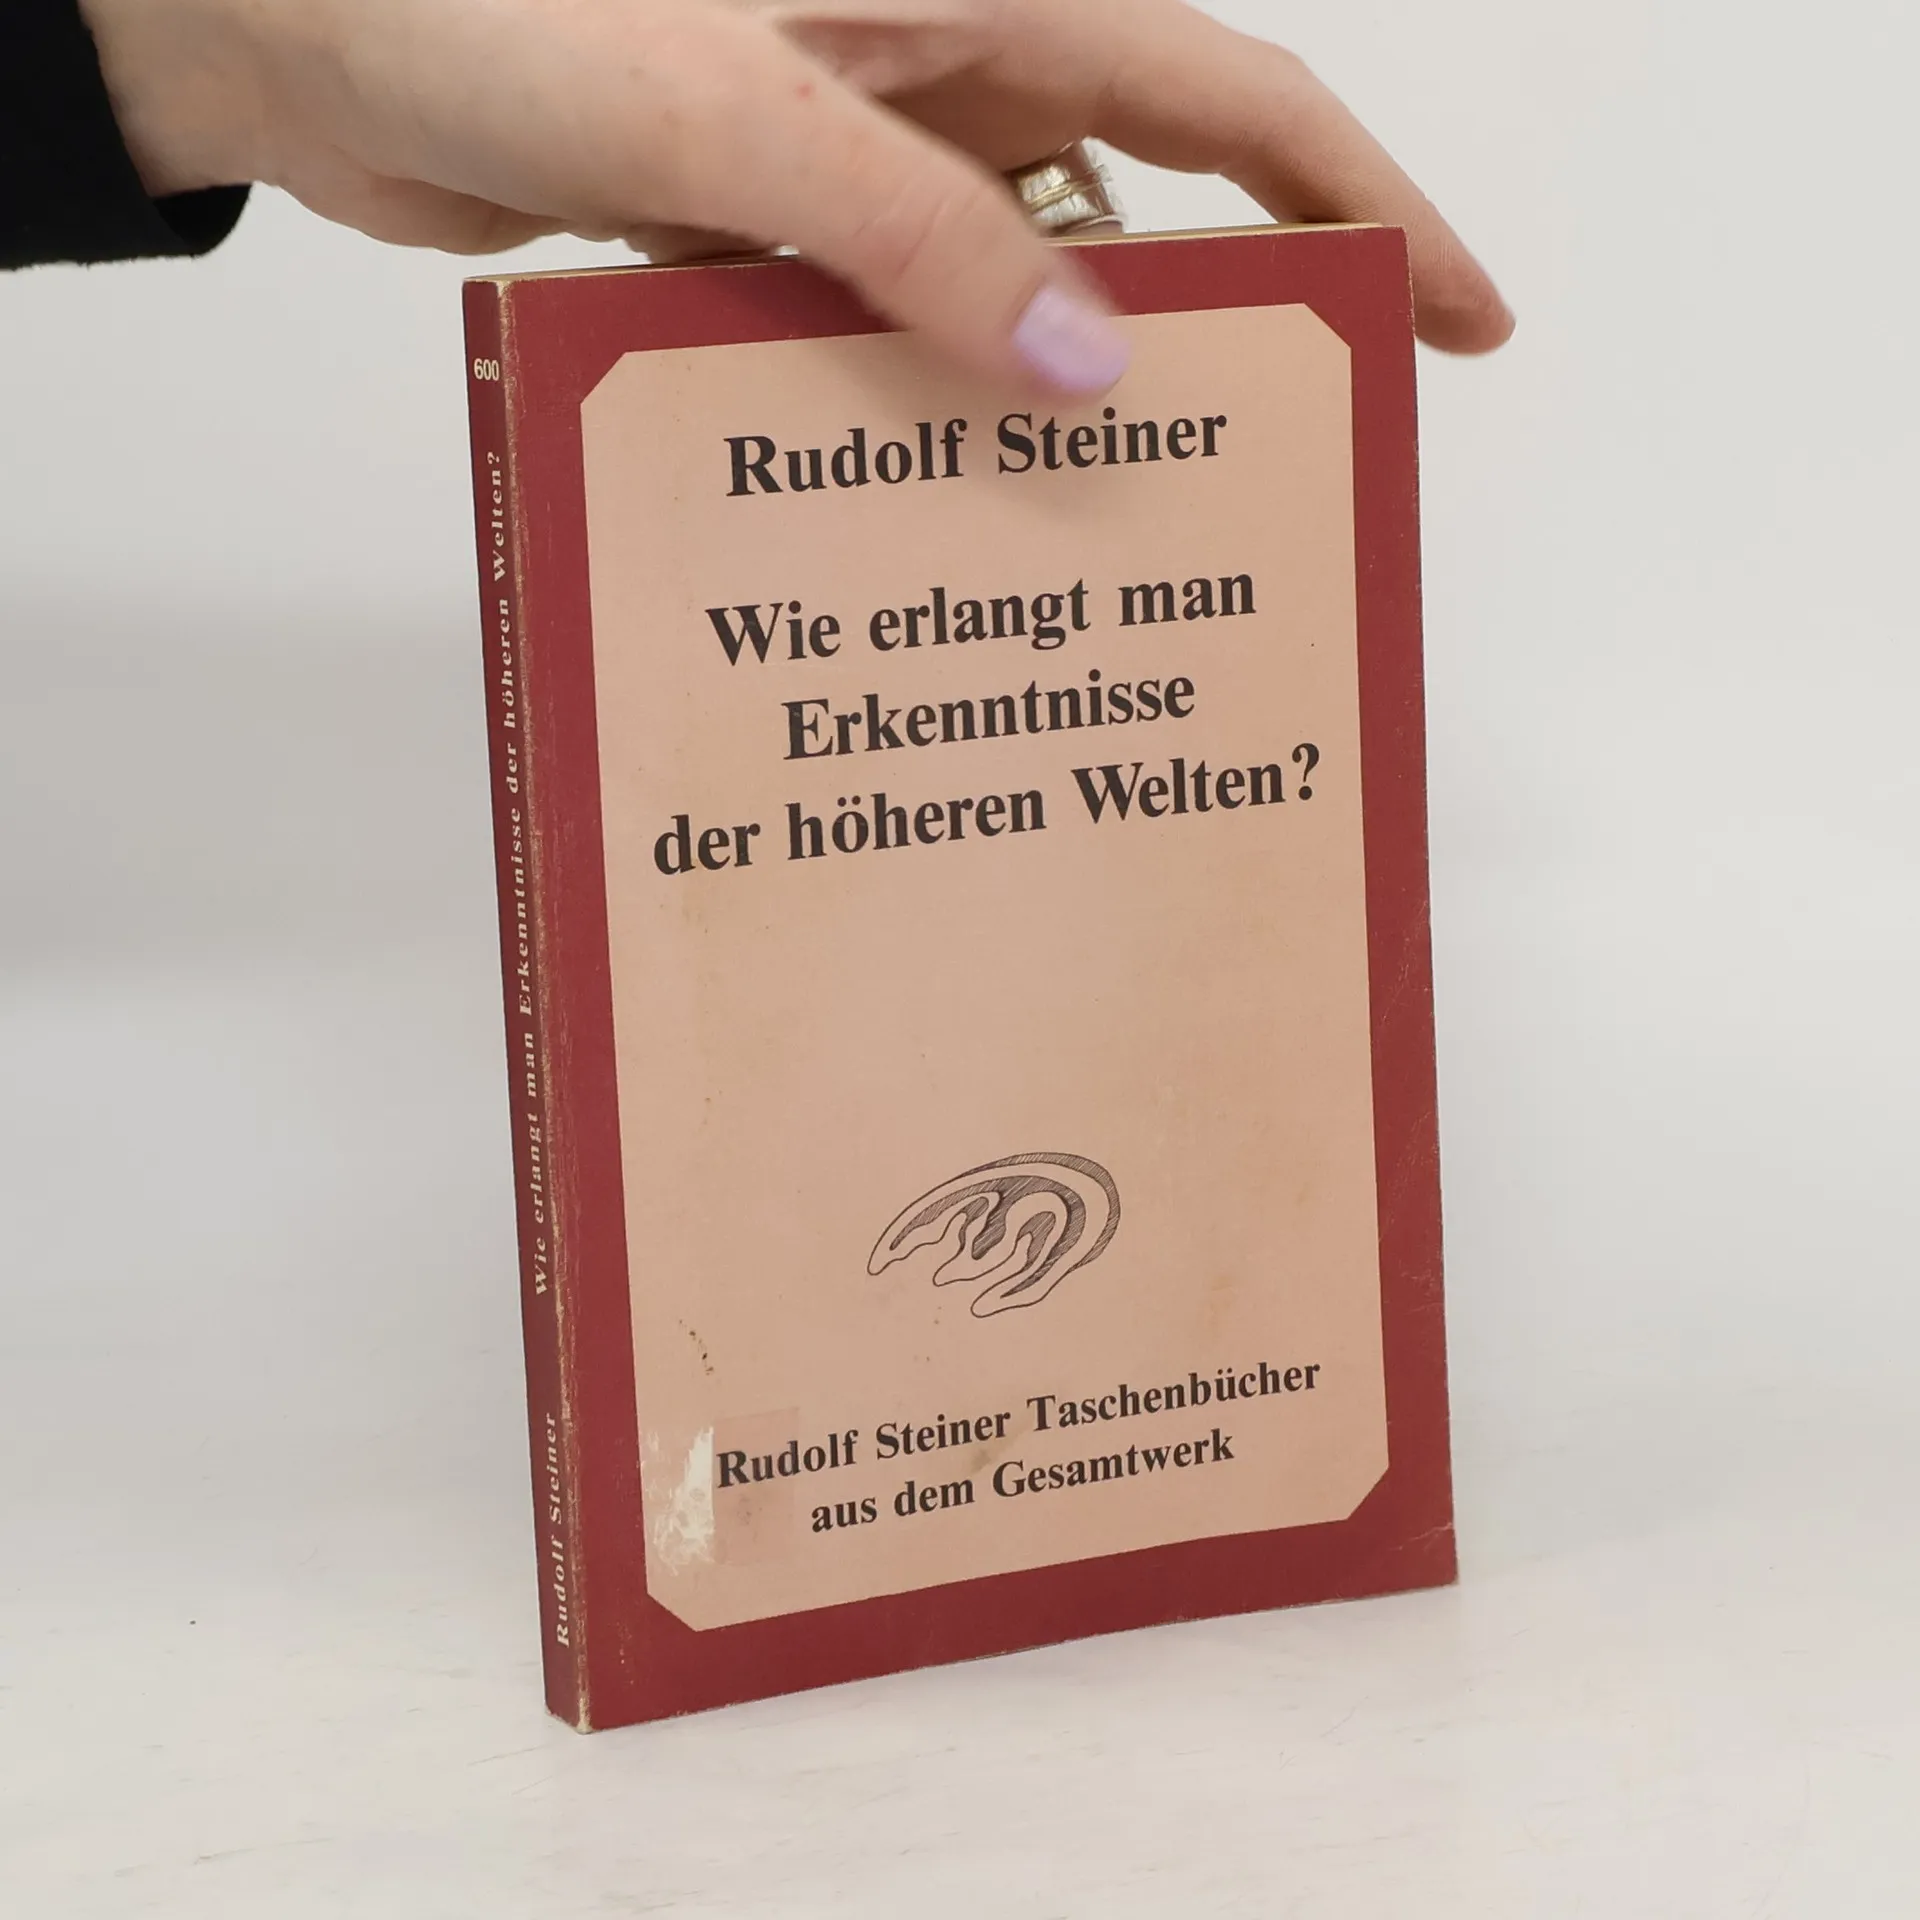 Rudolf Steiner
Wie erlangt man
Erkenntnisse
der höheren Welten?
Rudolf Steiner Taschenbücher
aus dem Gesamtwerk
600
Rudolf Steiner Wie erlangt man Erkenntnisse der höheren Welten?